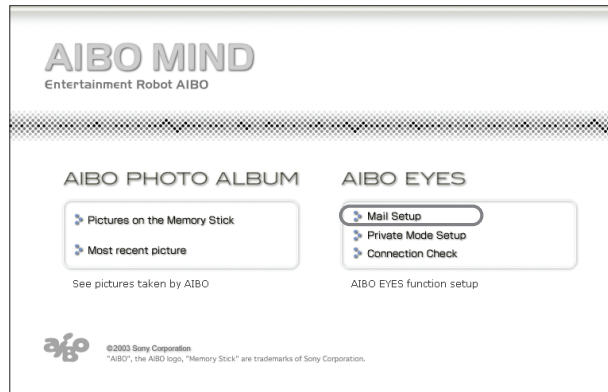 AIBO MIND
Entertainment Robot AIBO
AIBO PHOTO ALBUM
Pictures on the Memory Stick
Most recent picture
See pictures taken by AIBO
AIBO EYES
Mail Setup
Private Mode Setup
Connection Check
AIBO EYES function setup
aibo
©2003 Sony Corporation
"AIBO", the AIBO logo, "Memory Stick" are trademarks of Sony Corporation.